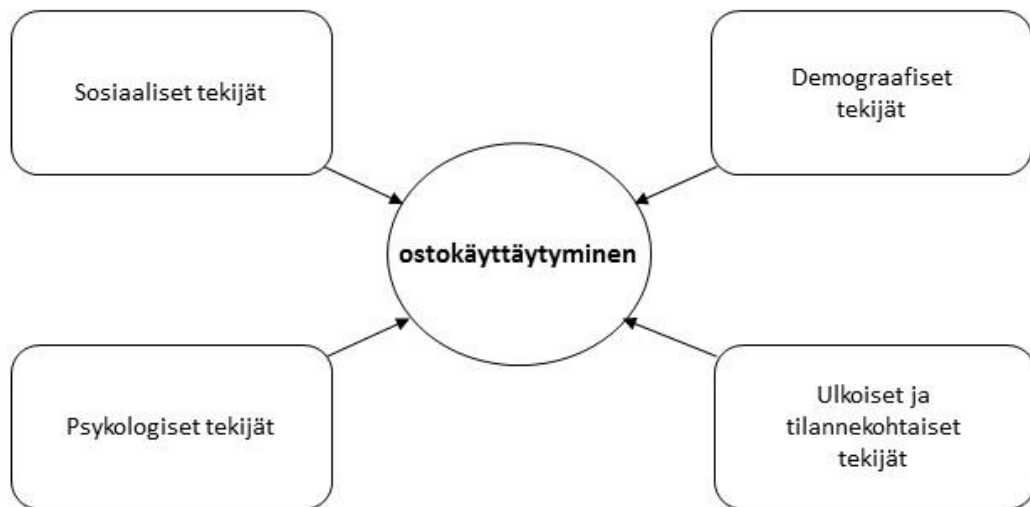 Sosiaaliset tekijät
Demograafiset
tekijät
ostokäyttäytyminen
Psykologiset tekijät
Ulkoiset ja
tilannekohtaiset
tekijät